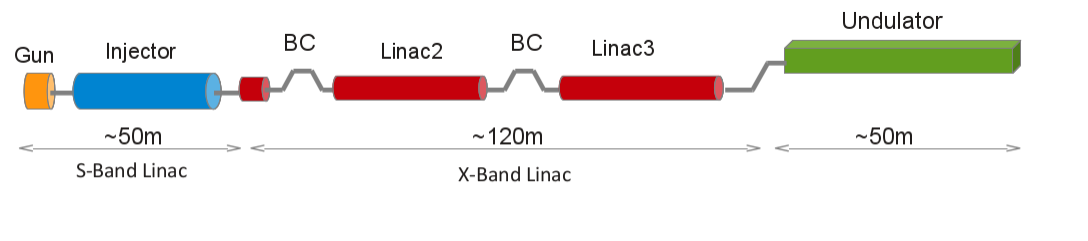 Gun
Injector
BC
Linac2
BC
Linac3
Undulator
~50m
~120m
~50m
S-Band Linac
X-Band Linac